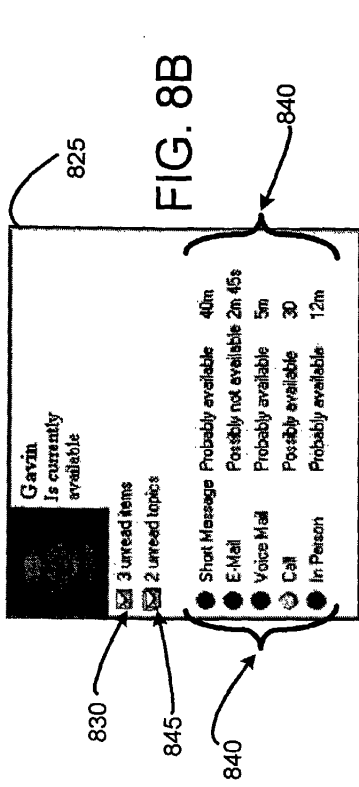 FIG. 8B
825
Gavin
Is currently
available
830
3 unread items
845
2 unread topics
840
Short Message Probably available 40m
E-Mail Possibly not available 2m 45s
Voice Mail Probably available 5m
Call Possibly available 30
In Person Probably available 12m
840